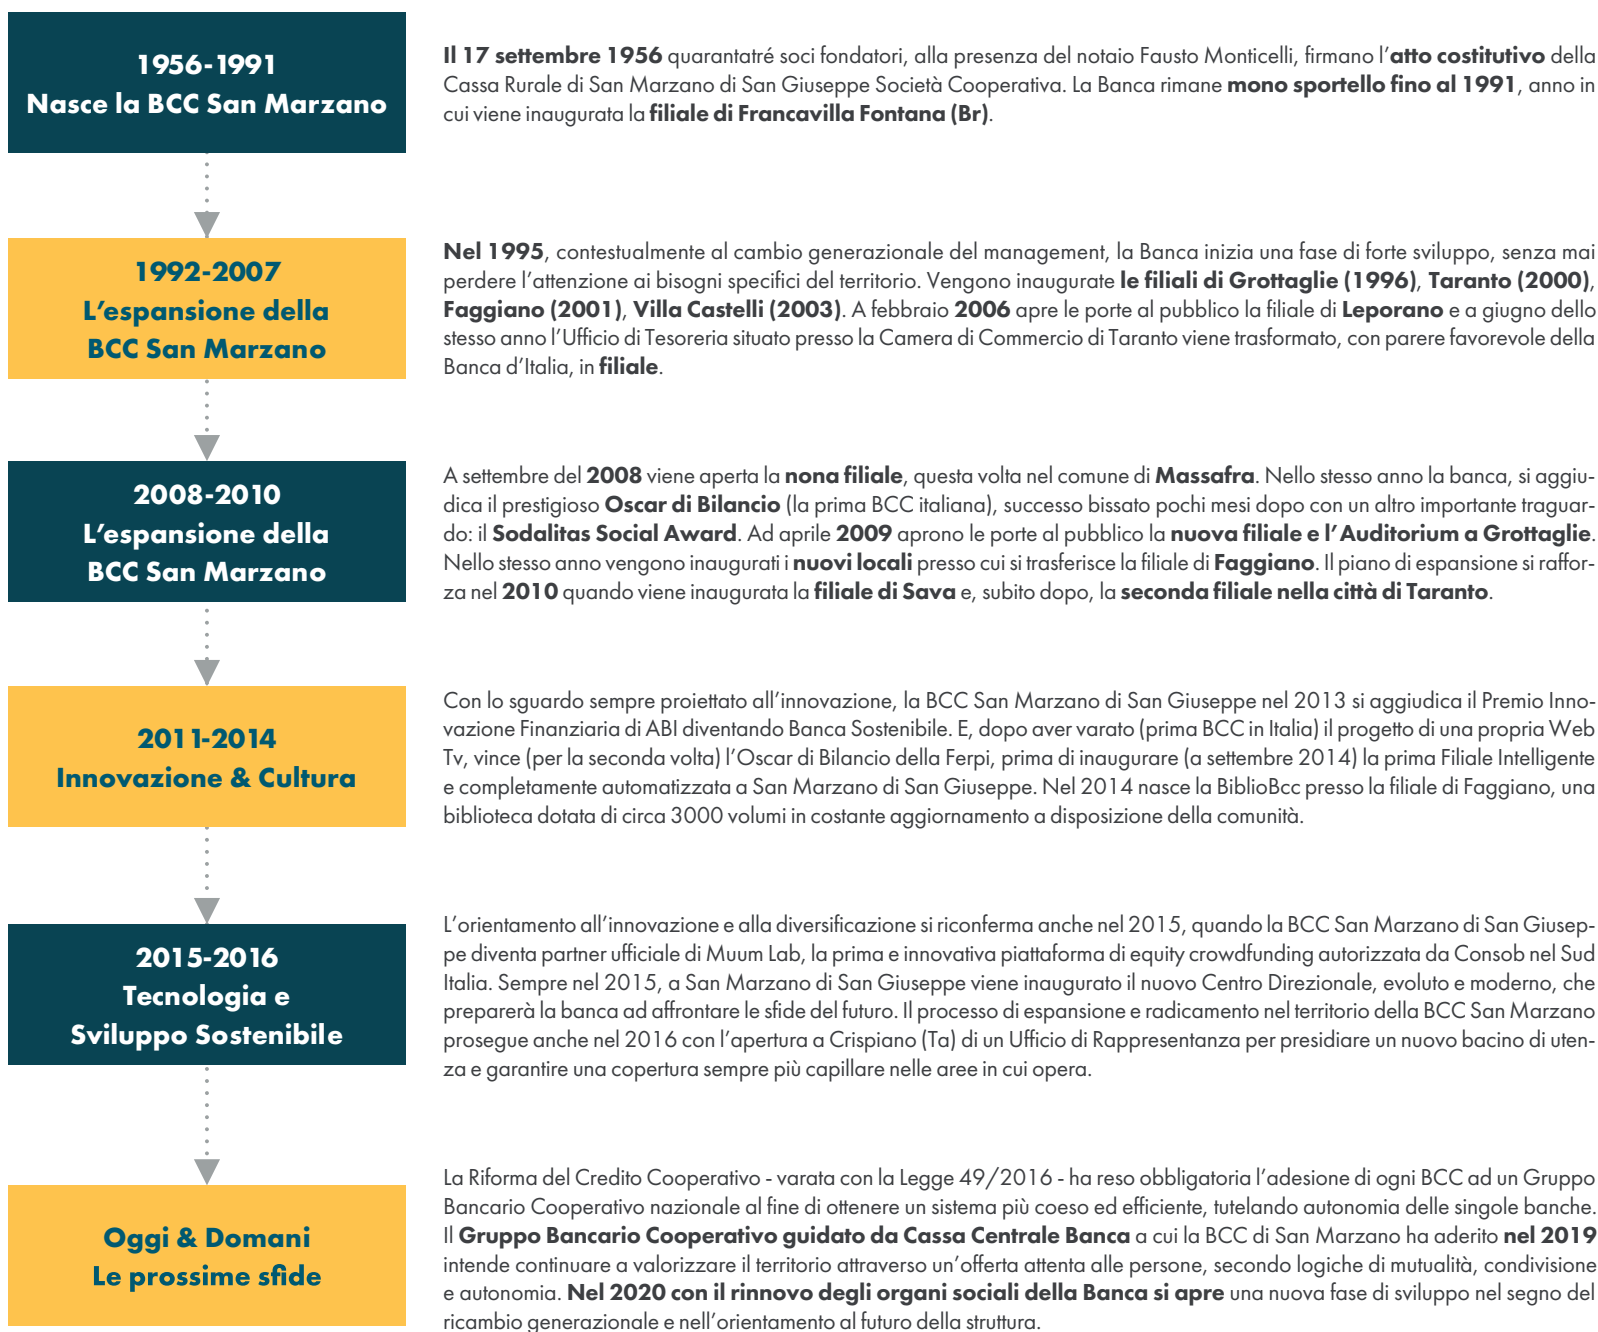 1956-1991
Nasce la BCC San Marzano
Il 17 settembre 1956 quarantatré soci fondatori, alla presenza del notaio Fausto Monticelli, firmano l'atto costitutivo della
Cassa Rurale di San Marzano di San Giuseppe Società Cooperativa. La Banca rimane mono sportello fino al 1991, anno in
cui viene inaugurata la filiale di Francavilla Fontana (Br).
1992-2007
L'espansione della
BCC San Marzano
Nel 1995, contestualmente al cambio generazionale del management, la Banca inizia una fase di forte sviluppo, senza mai
perdere l'attenzione ai bisogni specifici del territorio. Vengono inaugurate le filiali di Grottaglie (1996), Taranto (2000),
Faggiano (2001), Villa Castelli (2003). A febbraio 2006 apre le porte al pubblico la filiale di Leporano e a giugno dello
stesso anno l'Ufficio di Tesoreria situato presso la Camera di Commercio di Taranto viene trasformato, con parere favorevole della
Banca d'Italia, in filiale.
2008-2010
L'espansione della
BCC San Marzano
A settembre del 2008 viene aperta la nona filiale, questa volta nel comune di Massafra. Nello stesso anno la banca, si aggiu-
dica il prestigioso Oscar di Bilancio (la prima BCC italiana), successo bissato pochi mesi dopo con un altro importante traguar-
do: il Sodalitas Social Award. Ad aprile 2009 aprono le porte al pubblico la nuova filiale e l'Auditorium a Grottaglie.
Nello stesso anno vengono inaugurati i nuovi locali presso cui si trasferisce la filiale di Faggiano. Il piano di espansione si raffor-
za nel 2010 quando viene inaugurata la filiale di Sava e, subito dopo, la seconda filiale nella città di Taranto.
2011-2014
Innovazione & Cultura
Con lo sguardo sempre proiettato all'innovazione, la BCC San Marzano di San Giuseppe nel 2013 si aggiudica il Premio Inno-
vazione Finanziaria di ABI diventando Banca Sostenibile. E, dopo aver varato (prima BCC in Italia) il progetto di una propria Web
Tv, vince (per la seconda volta) l'Oscar di Bilancio della Ferpi, prima di inaugurare (a settembre 2014) la prima Filiale Intelligente
e completamente automatizzata a San Marzano di San Giuseppe. Nel 2014 nasce la BiblioBcc presso la filiale di Faggiano, una
biblioteca dotata di circa 3000 volumi in costante aggiornamento a disposizione della comunità.
2015-2016
Tecnologia e
Sviluppo Sostenibile
L'orientamento all'innovazione e alla diversificazione si riconferma anche nel 2015, quando la BCC San Marzano di San Giusep-
pe diventa partner ufficiale di Muum Lab, la prima e innovativa piattaforma di equity crowdfunding autorizzata da Consob nel Sud
Italia. Sempre nel 2015, a San Marzano di San Giuseppe viene inaugurato il nuovo Centro Direzionale, evoluto e moderno, che
preparerà la banca ad affrontare le sfide del futuro. Il processo di espansione e radicamento nel territorio della BCC San Marzano
prosegue anche nel 2016 con l'apertura a Crispiano (Ta) di un Ufficio di Rappresentanza per presidiare un nuovo bacino di uten-
za e garantire una copertura sempre più capillare nelle aree in cui opera.
Oggi & Domani
Le prossime sfide
La Riforma del Credito Cooperativo - varata con la Legge 49/2016 - ha reso obbligatoria l'adesione di ogni BCC ad un Gruppo
Bancario Cooperativo nazionale al fine di ottenere un sistema più coeso ed efficiente, tutelando autonomia delle singole banche.
Il Gruppo Bancario Cooperativo guidato da Cassa Centrale Banca a cui la BCC di San Marzano ha aderito nel 2019
intende continuare a valorizzare il territorio attraverso un'offerta attenta alle persone, secondo logiche di mutualità, condivisione
e autonomia. Nel 2020 con il rinnovo degli organi sociali della Banca si apre una nuova fase di sviluppo nel segno del
ricambio generazionale e nell'orientamento al futuro della struttura.